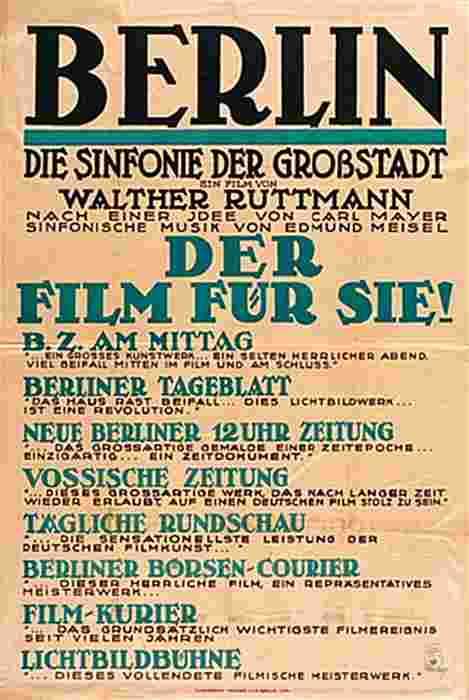 BERLIN
DIE SINFONIE DER GROßSTADT
EIN FILM VON
WALTHER RUTTMANN
NACH EINER JDEE VON CARL MAYER
SINFONISCHE MUSIK VON EDMUND MEISEL
DER
FILM FÜR SIE!
B.Z. AM MITTAG
"...EIN GROSSES KUNSTWERK... EIN SELTEN HERRLICHER ABEND.
VIEL BEIFALL MITTEN IM FILM UND AM SCHLUSS."
BERLINER TAGEBLATT
"DAS HAUS RAST BEIFALL... DIES LICHTBILDWERK...
IST EINE REVOLUTION."
NEUE BERLINER 12 UHR ZEITUNG
"...DAS GROSSARTIGE GEMÄLDE EINER ZEITEPOCHE...
EINZIGARTIG... EIN ZEITDOKUMENT."
VOSSISCHE ZEITUNG
"...DIESES GROSSARTIGE WERK, DAS NACH LANGER ZEIT
WIEDER ERLAUBT, AUF EINEN DEUTSCHEN FILM STOLZ ZU SEIN."
TÄGLICHE RUNDSCHAU
"...DIE SENSATIONELLSTE LEISTUNG DER
DEUTSCHEN FILMKUNST..."
BERLINER BÖRSEN-COURIER
"...DIESER HERRLICHE FILM, EIN REPRÄSENTATIVES
MEISTERWERK..."
FILM-KURIER
"...DAS GRUNDSÄTZLICH WICHTIGSTE FILMEREIGNIS
SEIT VIELEN JAHREN
LICHTBILDBÜHNE
"...DIESES VOLLENDETE FILMISCHE MEISTERWERK."